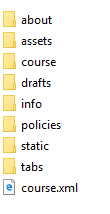 about
assets
course
drafts
info
policies
static
tabs
course.xml